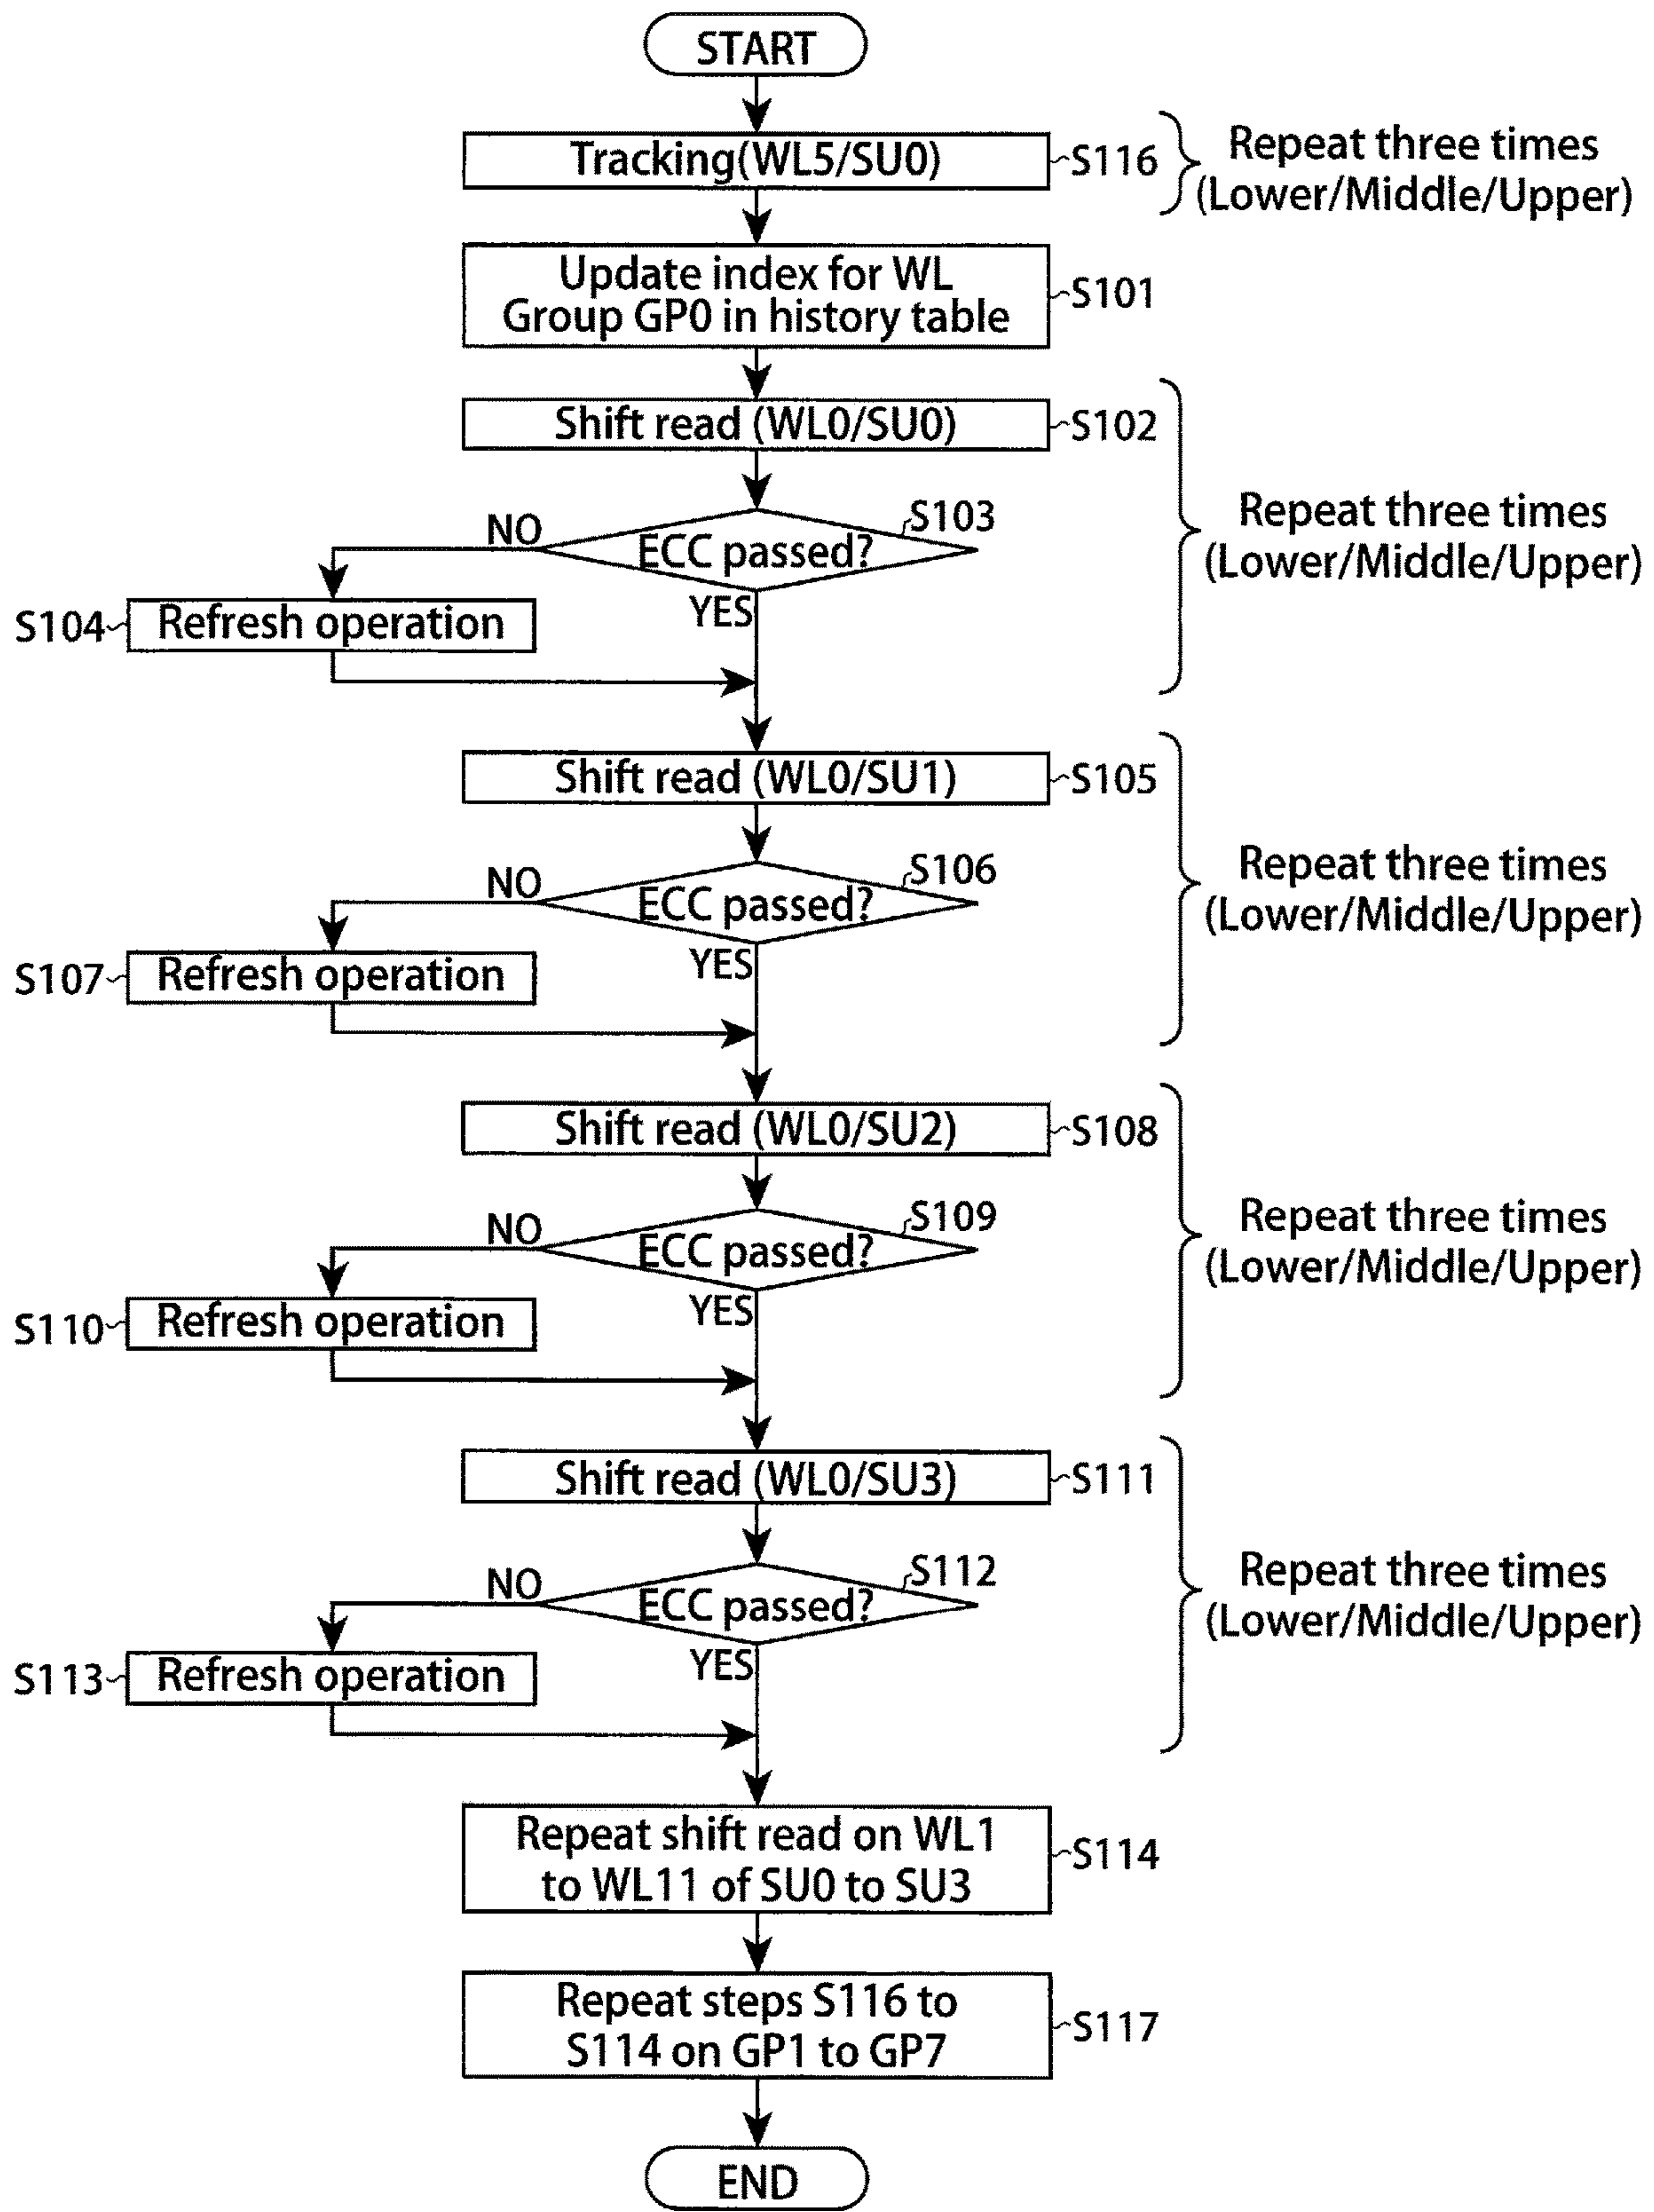 START
Tracking(WL5/SU0)
S116
Repeat three times
(Lower/Middle/Upper)
Update index for WL
Group GP0 in history table
S101
Shift read (WL0/SU0)
S102
Repeat three times
(Lower/Middle/Upper)
S103
NO
ECC passed?
S104
Refresh operation
YES
Shift read (WL0/SU1)
S105
Repeat three times
(Lower/Middle/Upper)
S106
NO
ECC passed?
S107
Refresh operation
YES
Shift read (WL0/SU2)
S108
Repeat three times
(Lower/Middle/Upper)
S109
NO
ECC passed?
S110
Refresh operation
YES
Shift read (WL0/SU3)
S111
Repeat three times
(Lower/Middle/Upper)
S112
NO
ECC passed?
S113
Refresh operation
YES
Repeat shift read on WL1
to WL11 of SU0 to SU3
S114
Repeat steps S116 to
S114 on GP1 to GP7
S117
END